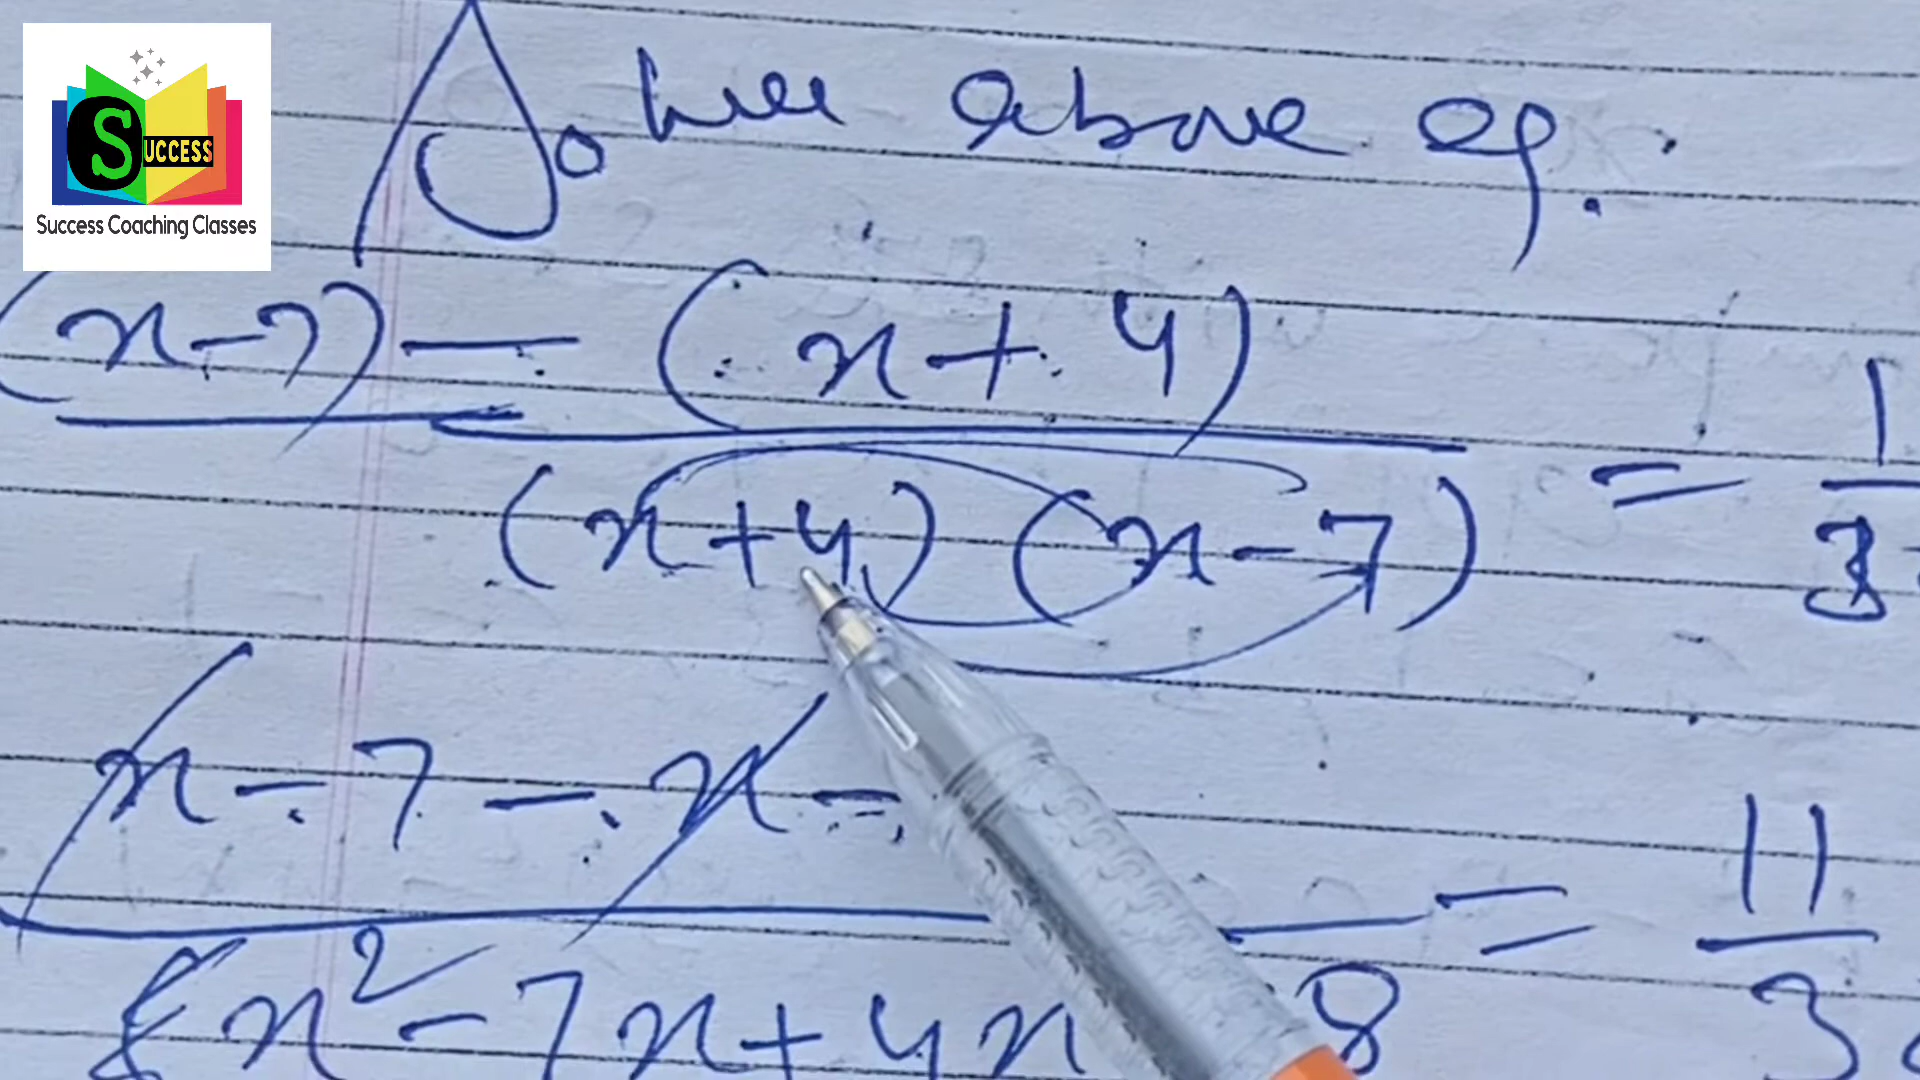 SUCCESS
Success Coaching Classes
Solve above eq.
(x-7) - (x+4)
(x+4) (x-7) = 1
3
x - 7 - x - = 11
x² - 7x + 4x 8 3